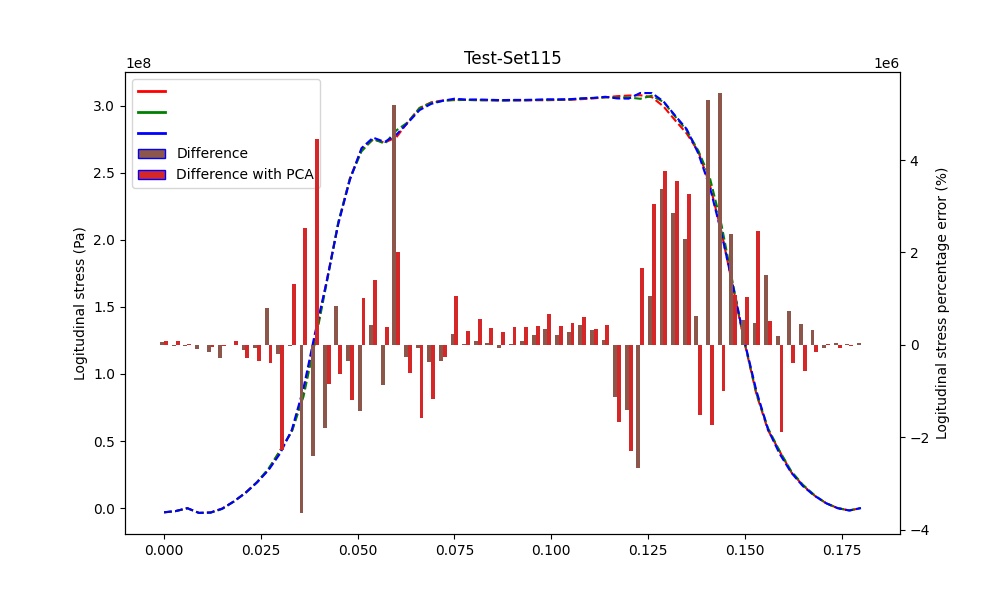 Test-Set115
1e8
1e6
Difference
Difference with PCA
3.0
2.5
2.0
1.5
1.0
0.5
0.0
Logitudinal stress (Pa)
4
2
0
−2
−4
Logitudinal stress percentage error (%)
0.000 0.025 0.050 0.075 0.100 0.125 0.150 0.175